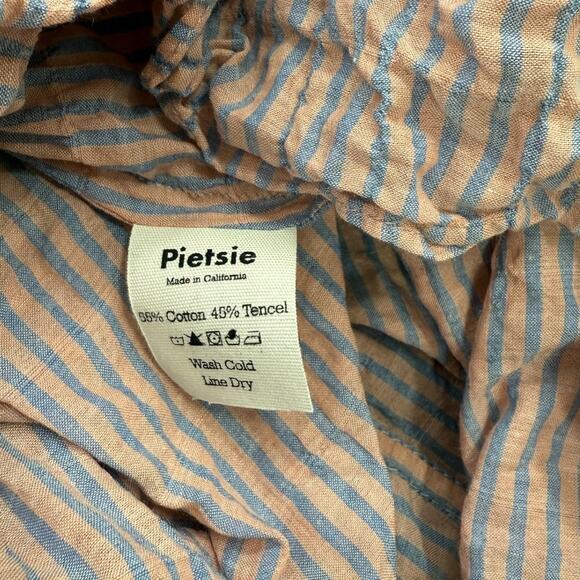 Pietsie
Made in California
55% Cotton 45% Tencel
Wash Cold
Line Dry